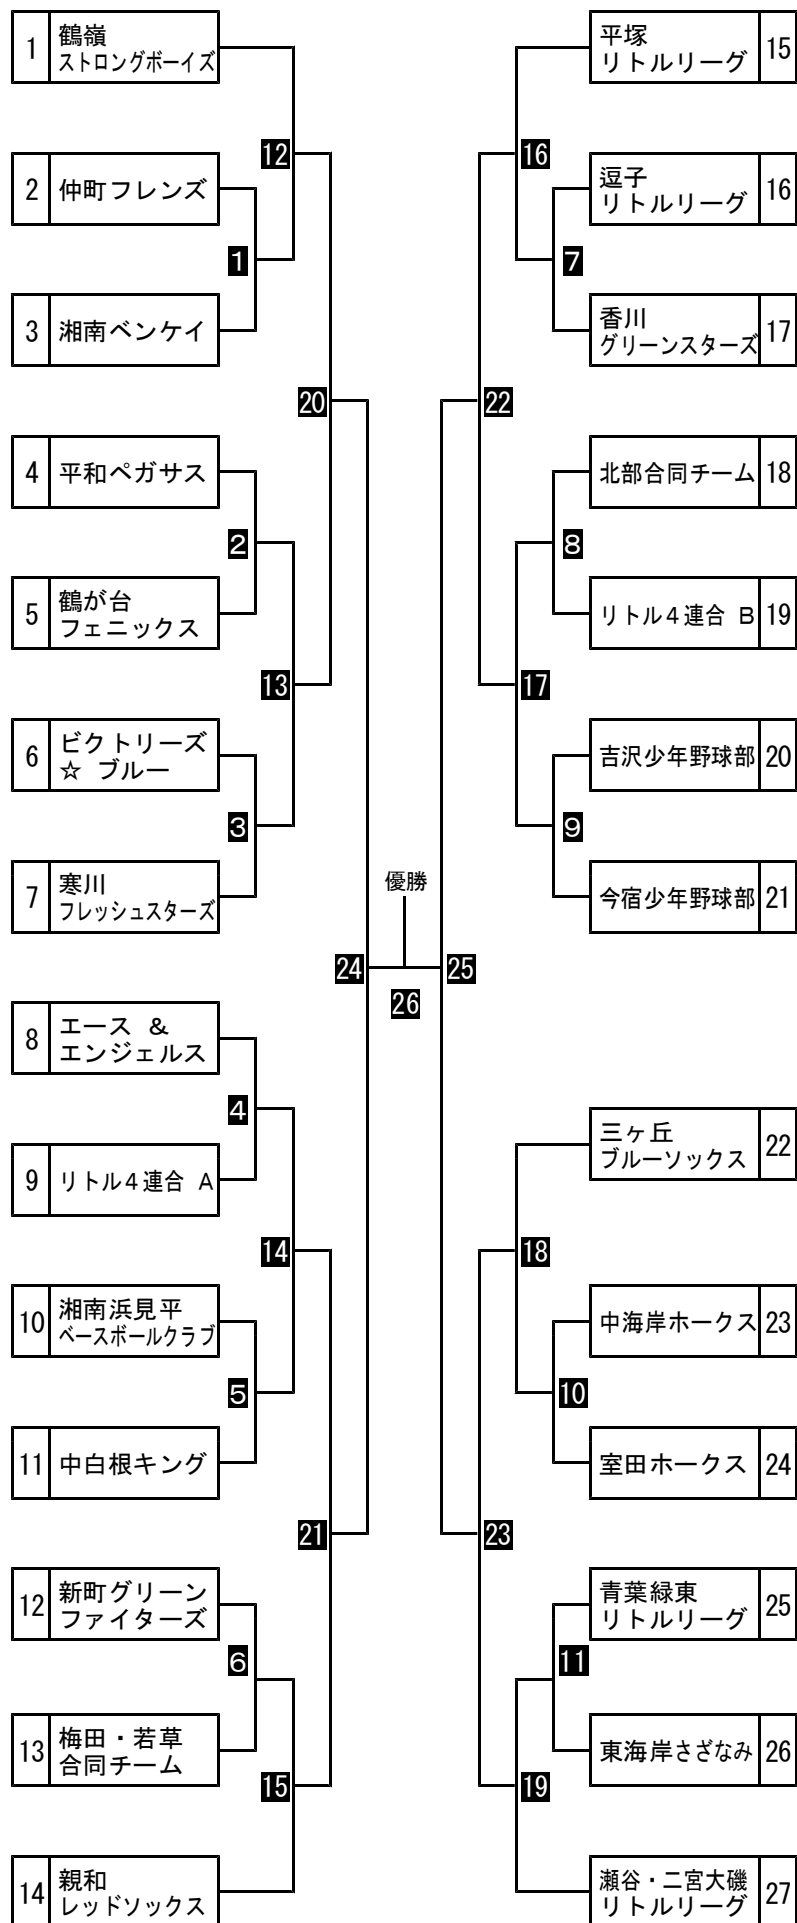 1
鶴嶺
ストロングボーイズ
12
2
仲町フレンズ
1
3
湘南ベンケイ
20
4
平和ペガサス
2
5
鶴が台
フェニックス
13
6
ビクトリーズ
☆ ブルー
3
7
寒川
フレッシュスターズ
24
8
エース &
エンジェルス
4
9
リトル4連合 A
14
10
湘南浜見平
ベースボールクラブ
5
11
中白根キング
21
12
新町グリーン
ファイターズ
6
13
梅田・若草
合同チーム
15
14
親和
レッドソックス
優勝
26
平塚
リトルリーグ
15
16
逗子
リトルリーグ
16
7
香川
グリーンスターズ
17
22
北部合同チーム
18
8
リトル4連合 B
19
17
吉沢少年野球部
20
9
今宿少年野球部
21
25
三ヶ丘
ブルーソックス
22
18
中海岸ホークス
23
10
室田ホークス
24
23
青葉緑東
リトルリーグ
25
11
東海岸さざなみ
26
19
瀬谷・二宮大磯
リトルリーグ
27